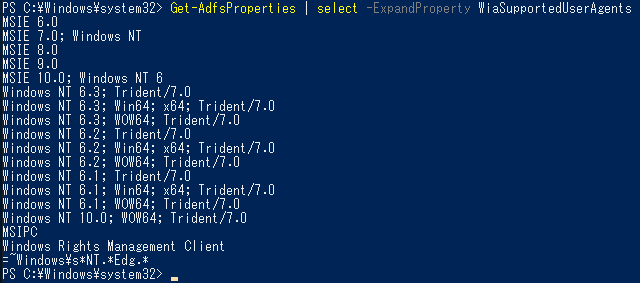 PS C:¥Windows¥system32> Get-AdfsProperties | select -ExpandProperty WiaSupportedUserAgents
MSIE 6.0
MSIE 7.0; Windows NT
MSIE 8.0
MSIE 9.0
MSIE 10.0; Windows NT 6
Windows NT 6.3; Trident/7.0
Windows NT 6.3; Win64; x64; Trident/7.0
Windows NT 6.3; WOW64; Trident/7.0
Windows NT 6.2; Trident/7.0
Windows NT 6.2; Win64; x64; Trident/7.0
Windows NT 6.2; WOW64; Trident/7.0
Windows NT 6.1; Trident/7.0
Windows NT 6.1; Win64; x64; Trident/7.0
Windows NT 6.1; WOW64; Trident/7.0
Windows NT 10.0; WOW64; Trident/7.0
MSIPC
Windows Rights Management Client
=~Windows¥s*NT.*Edg.*
PS C:¥Windows¥system32>